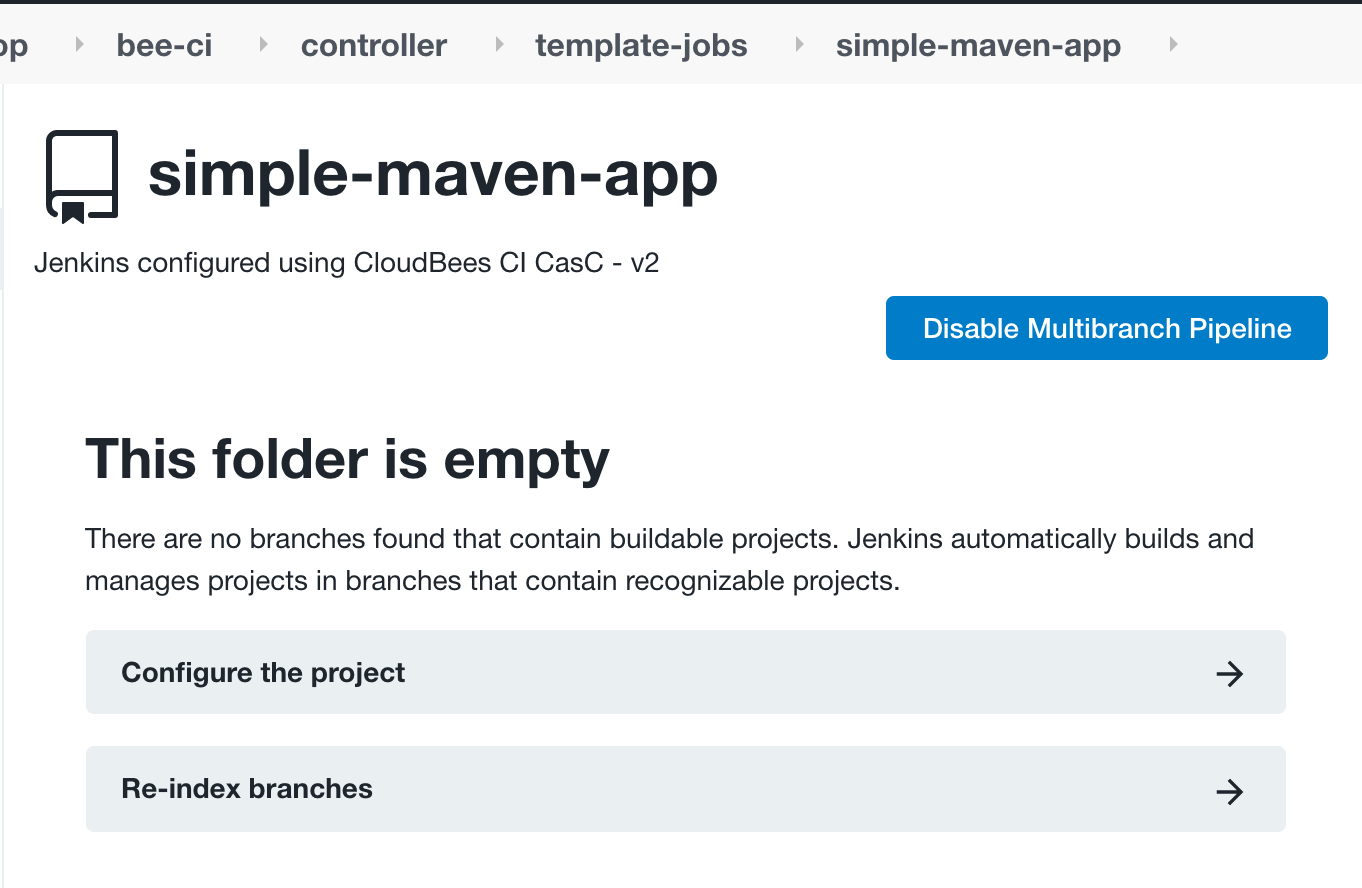 bee-ci controller template-jobs simple-maven-app
simple-maven-app
Jenkins configured using CloudBees CI CasC - v2
Disable Multibranch Pipeline
This folder is empty
There are no branches found that contain buildable projects. Jenkins automatically builds and
manages projects in branches that contain recognizable projects.
Configure the project
Re-index branches